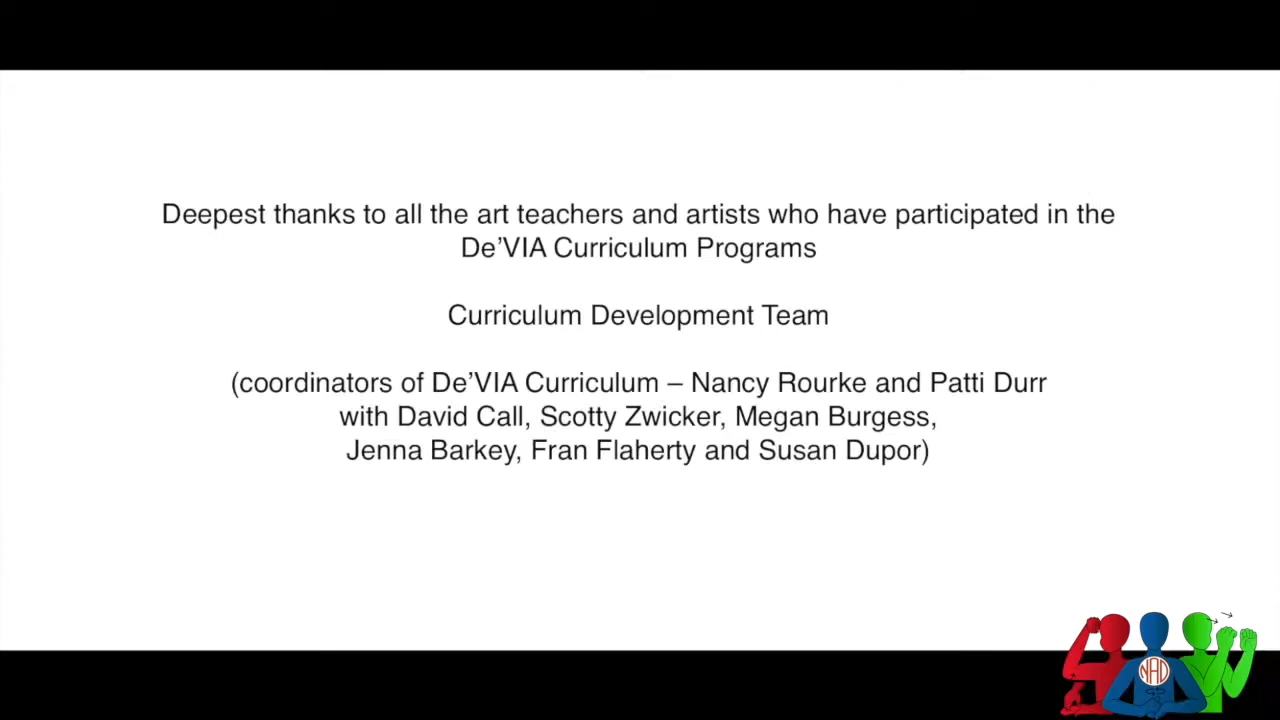 Deepest thanks to all the art teachers and artists who have participated in the
De’VIA Curriculum Programs
Curriculum Development Team
(coordinators of De’VIA Curriculum – Nancy Rourke and Patti Durr
with David Call, Scotty Zwicker, Megan Burgess,
Jenna Barkey, Fran Flaherty and Susan Dupor)
NAD